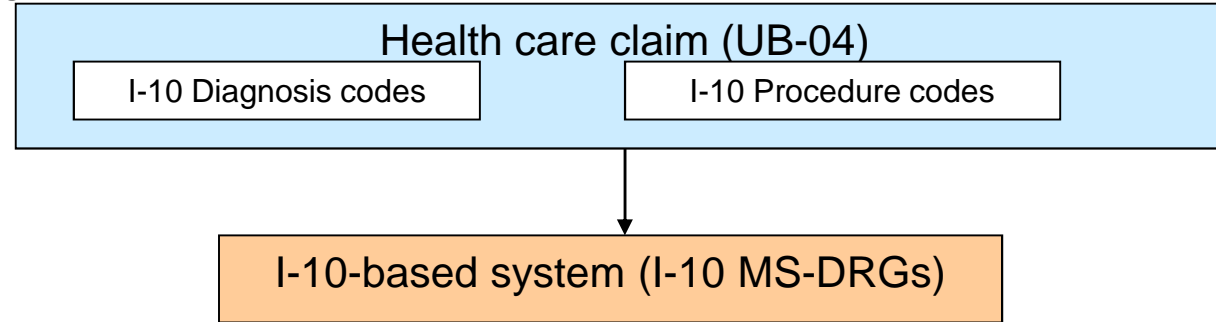 Health care claim (UB-04)
I-10 Diagnosis codes
I-10 Procedure codes
I-10-based system (I-10 MS-DRGs)